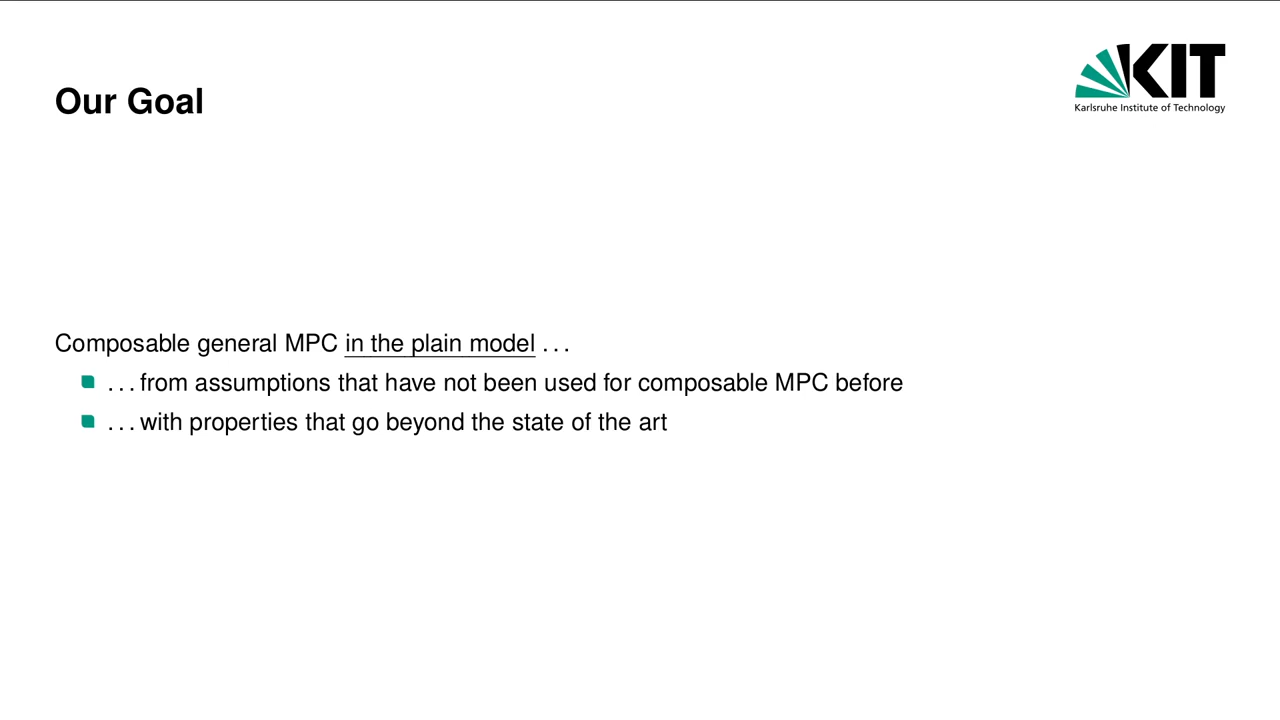 Our Goal
KIT
Karlsruhe Institute of Technology
Composable general MPC in the plain model . . .
. . . from assumptions that have not been used for composable MPC before
. . . with properties that go beyond the state of the art